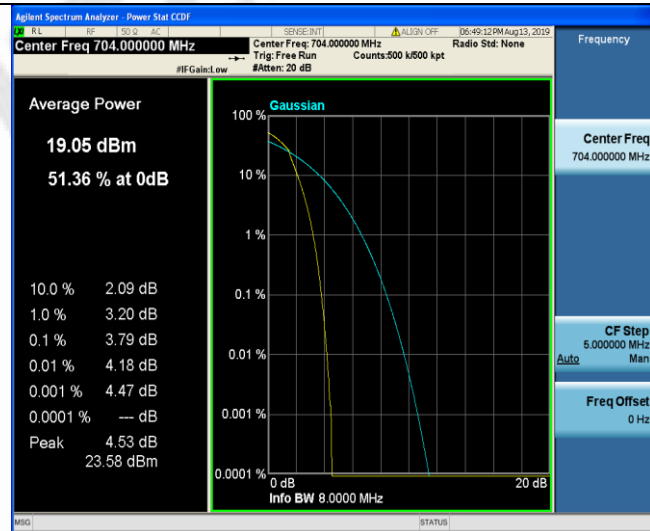 Agilent Spectrum Analyzer - Power Stat CCDF
RL RF 50 Ω AC SENSE:INT ALIGN OFF 06:49:12 PM Aug 13, 2019
Center Freq 704.000000 MHz
Center Freq: 704.000000 MHz Radio Std: None
Trig: Free Run Counts:500 k/500 kpt
#IFGain:Low #Atten: 20 dB
Frequency
Average Power
19.05 dBm
51.36 % at 0dB
10.0 % 2.09 dB
1.0 % 3.20 dB
0.1 % 3.79 dB
0.01 % 4.18 dB
0.001 % 4.47 dB
0.0001 % --- dB
Peak 4.53 dB
23.58 dBm
Gaussian
100 %
10 %
1 %
0.1 %
0.01 %
0.001 %
0.0001 %
0 dB 20 dB
Info BW 8.0000 MHz
Center Freq
704.000000 MHz
CF Step
5.000000 MHz
Auto Man
Freq Offset
0 Hz
MSG STATUS